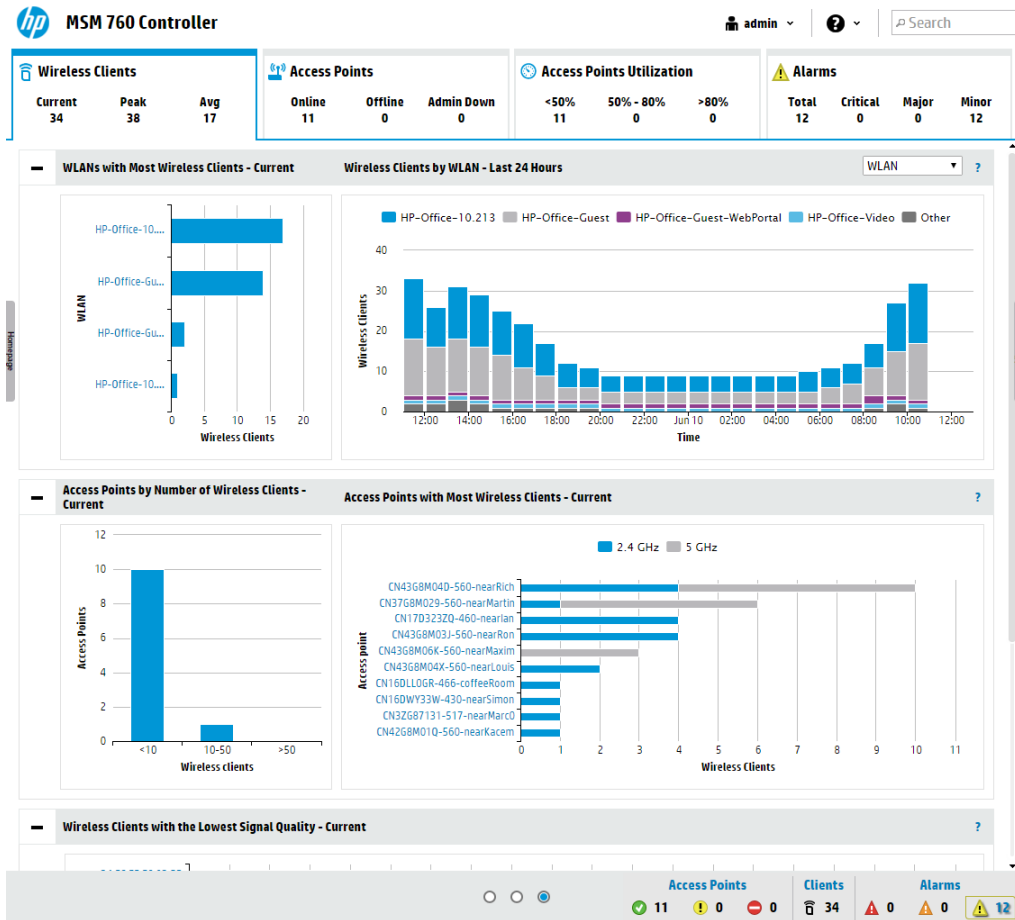 hp MSM 760 Controller admin ? Search
Wireless Clients Access Points Access Points Utilization Alarms
Current Peak Avg Online Offline Admin Down <50% 50% - 80% >80% Total Critical Major Minor
34 38 17 11 0 0 11 0 0 12 0 0 12
WLANs with Most Wireless Clients - Current Wireless Clients by WLAN - Last 24 Hours WLAN ?
HP-Office-10.213 HP-Office-Guest HP-Office-Guest-WebPortal HP-Office-Video Other
HP-Office-10....
HP-Office-Gu...
HP-Office-Gu...
HP-Office-10....
WLAN
0 5 10 15 20
Wireless Clients
40
30
20
10
0
Wireless Clients
12:00 14:00 16:00 18:00 20:00 22:00 Jun 10 02:00 04:00 06:00 08:00 10:00 12:00
Time
Homepage
Access Points by Number of Wireless Clients -
Current
Access Points with Most Wireless Clients - Current ?
12
10
8
6
4
2
0
Access Points
<10 10-50 >50
Wireless clients
2.4 GHz 5 GHz
CN43G8M04D-560-nearRich
CN37G8M029-560-nearMartin
CN17D323ZQ-460-nearIan
CN43G8M03J-560-nearRon
CN43G8M06K-560-nearMaxim
CN43G8M04X-560-nearLouis
CN16DLL0GR-466-coffeeRoom
CN16DWY33W-430-nearSimon
CN3ZG87131-517-nearMarcO
CN42G8M01Q-560-nearKacem
Access point
0 1 2 3 4 5 6 7 8 9 10 11
Wireless Clients
Wireless Clients with the Lowest Signal Quality - Current ?
Access Points Clients Alarms
11 0 0 34 0 0 12